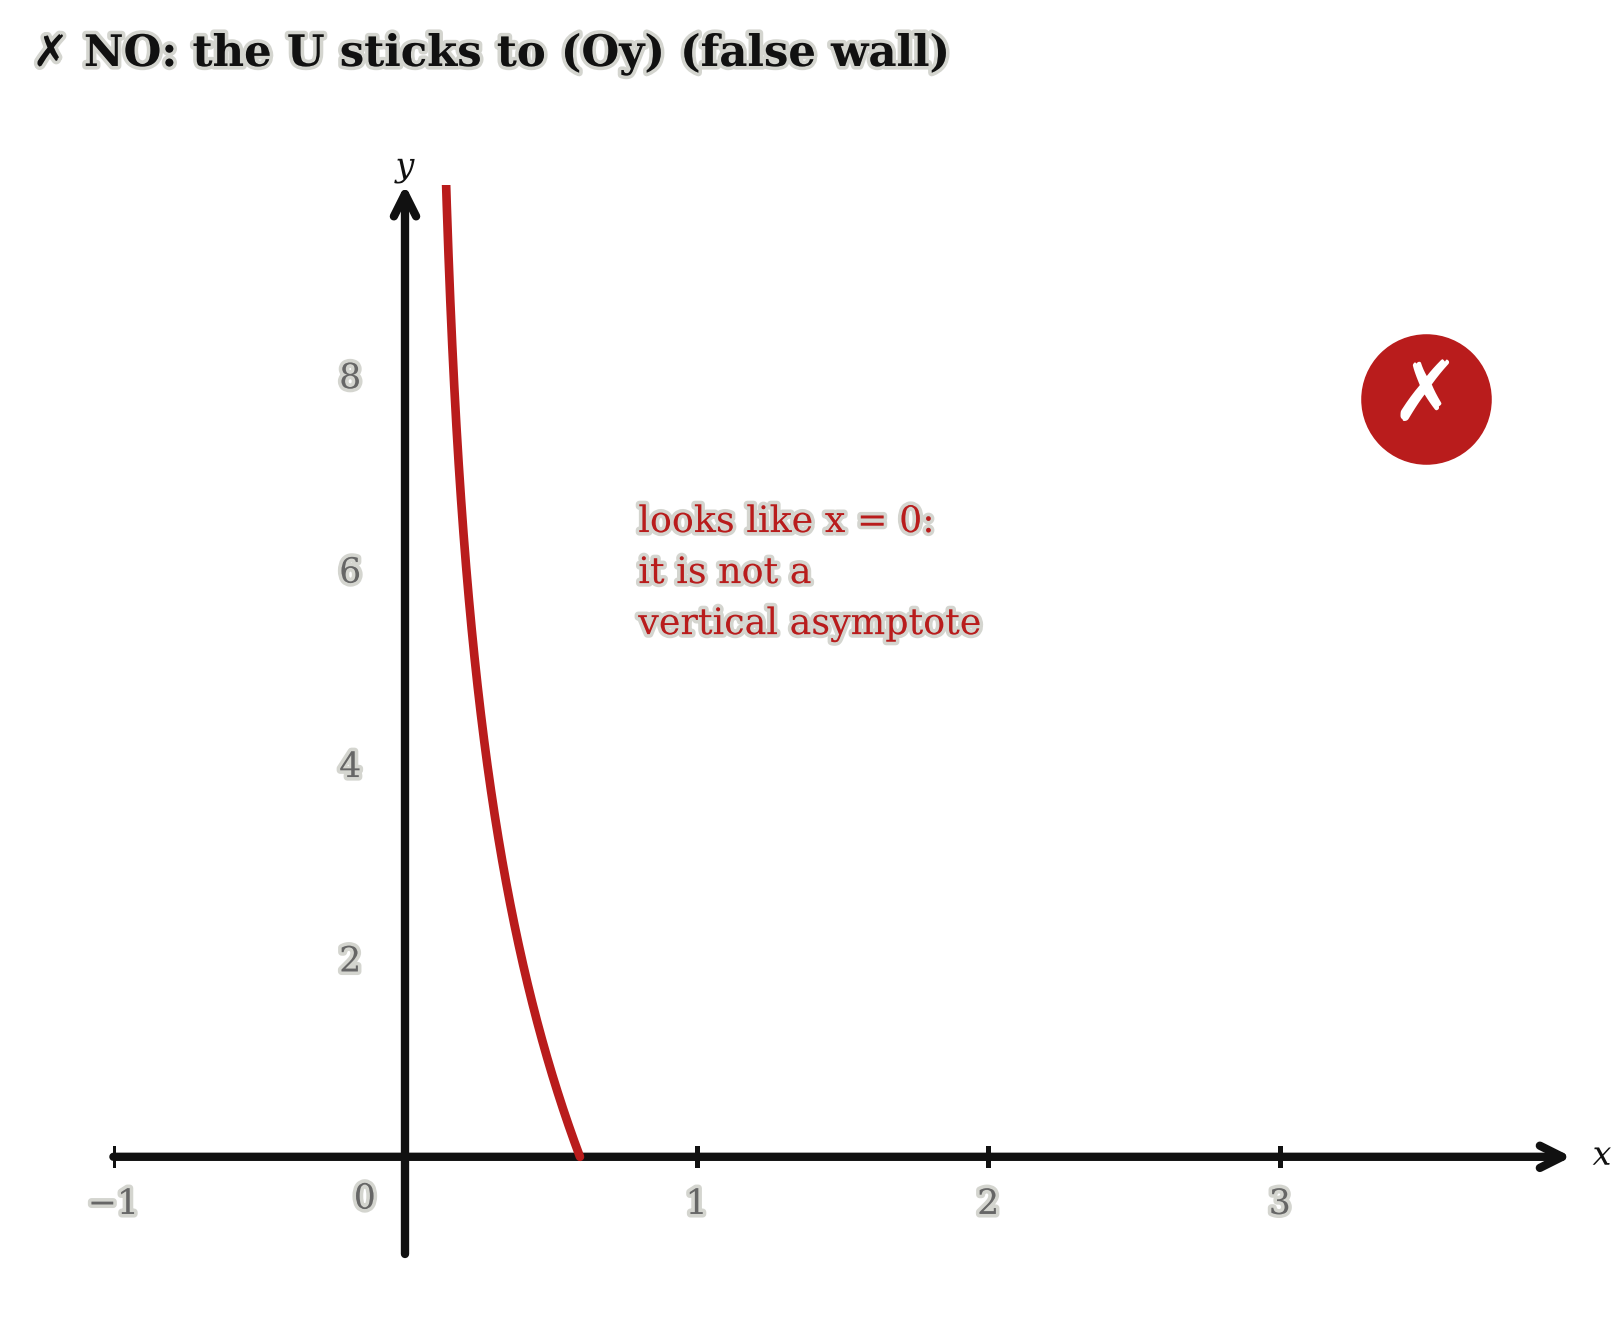 ✗ NO: the U sticks to (Oy) (false wall)
y
8
✗
looks like x = 0:
6
it is not a
vertical asymptote
4
2
x
−1
0
1
2
3